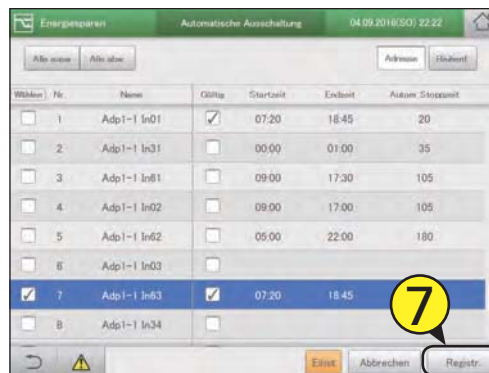 Energiesparen Automatische Ausschaltung 04.09.2016(SO) 22:22
Alle ausw Alle abw Adresse
Wählen Nr. Name Gültig Startzeit Endzeit Autom. Stoppzeit
1 Adp1-1 In01 07:20 18:45 20
2 Adp1-1 In31 00:00 01:00 35
3 Adp1-1 In61 09:00 17:30 105
4 Adp1-1 In02 09:00 17:00 105
5 Adp1-1 In62 05:00 22:00 180
6 Adp1-1 In03
7 Adp1-1 In63 07:20 18:45
8 Adp1-1 In34
7
Einst. Abbrechen Registr.